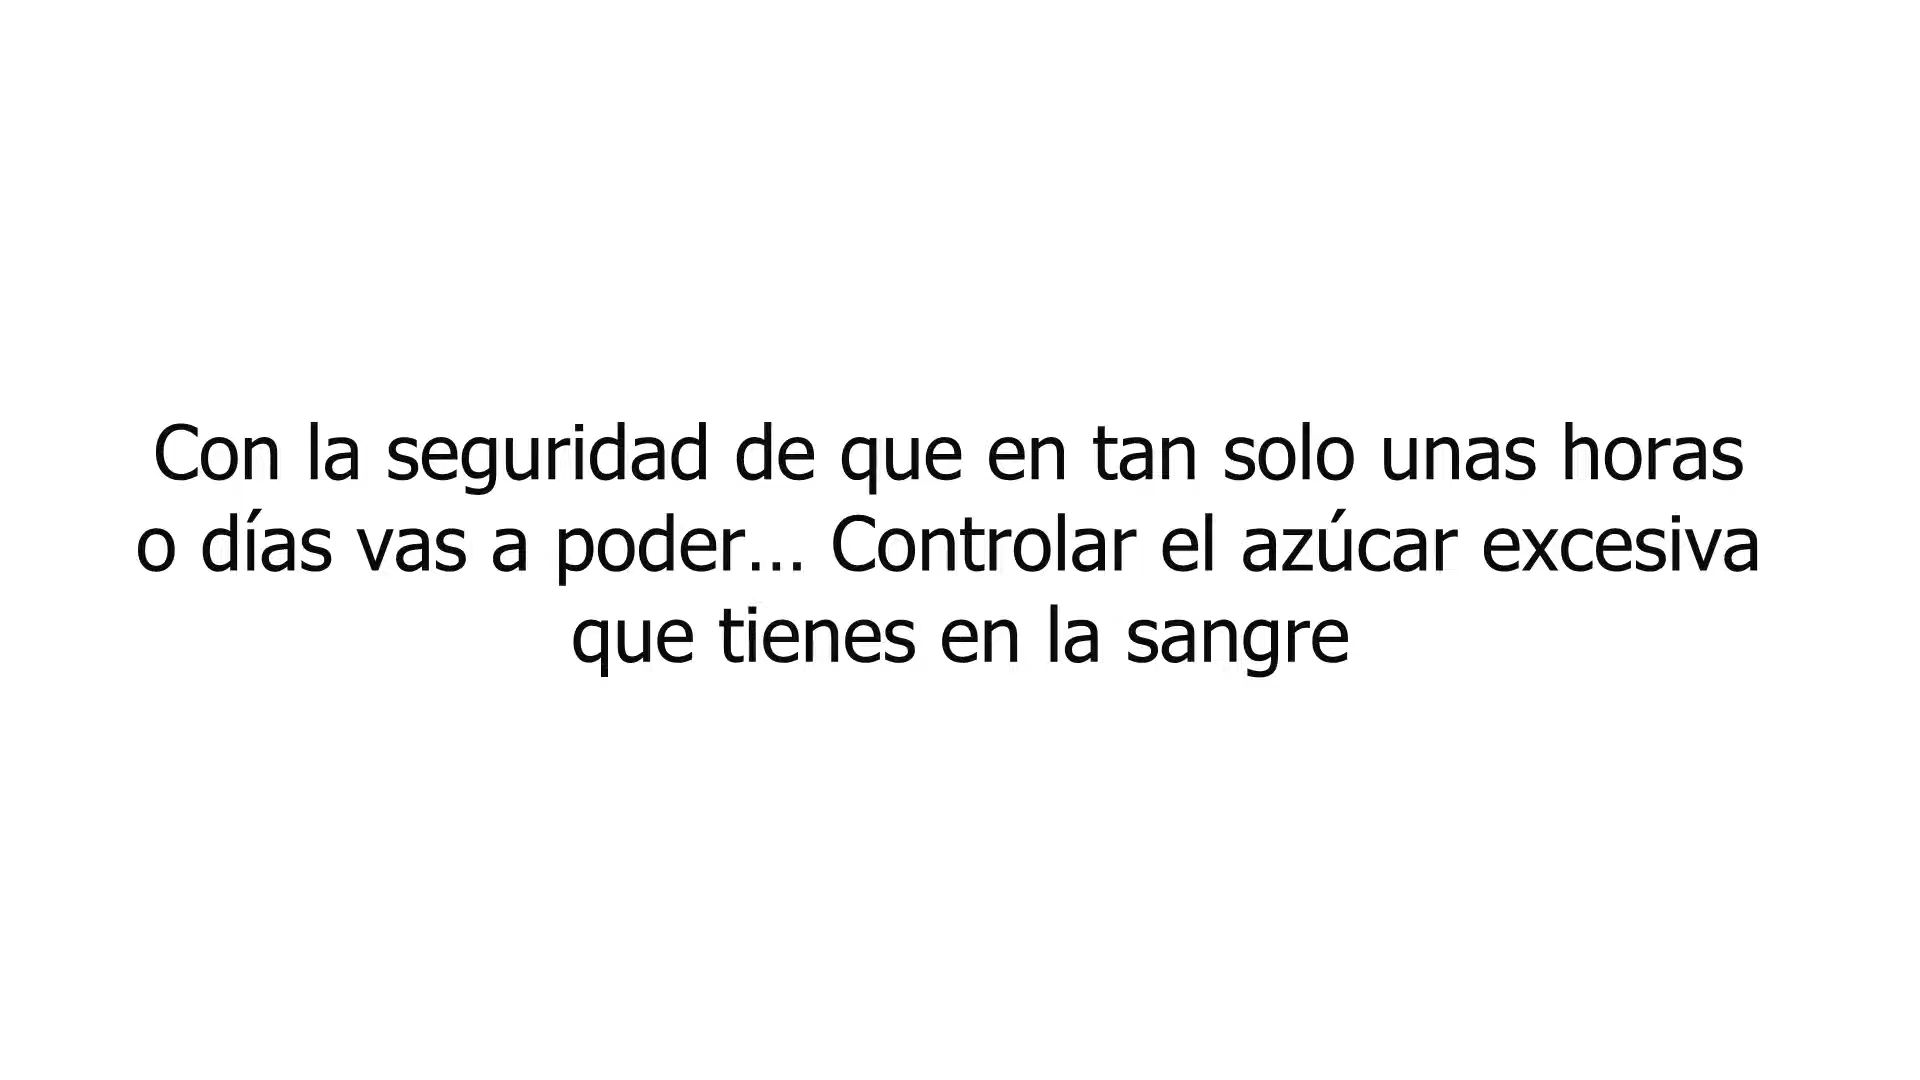 Con la seguridad de que en tan solo unas horas
o días vas a poder... Controlar el azúcar excesiva
que tienes en la sangre